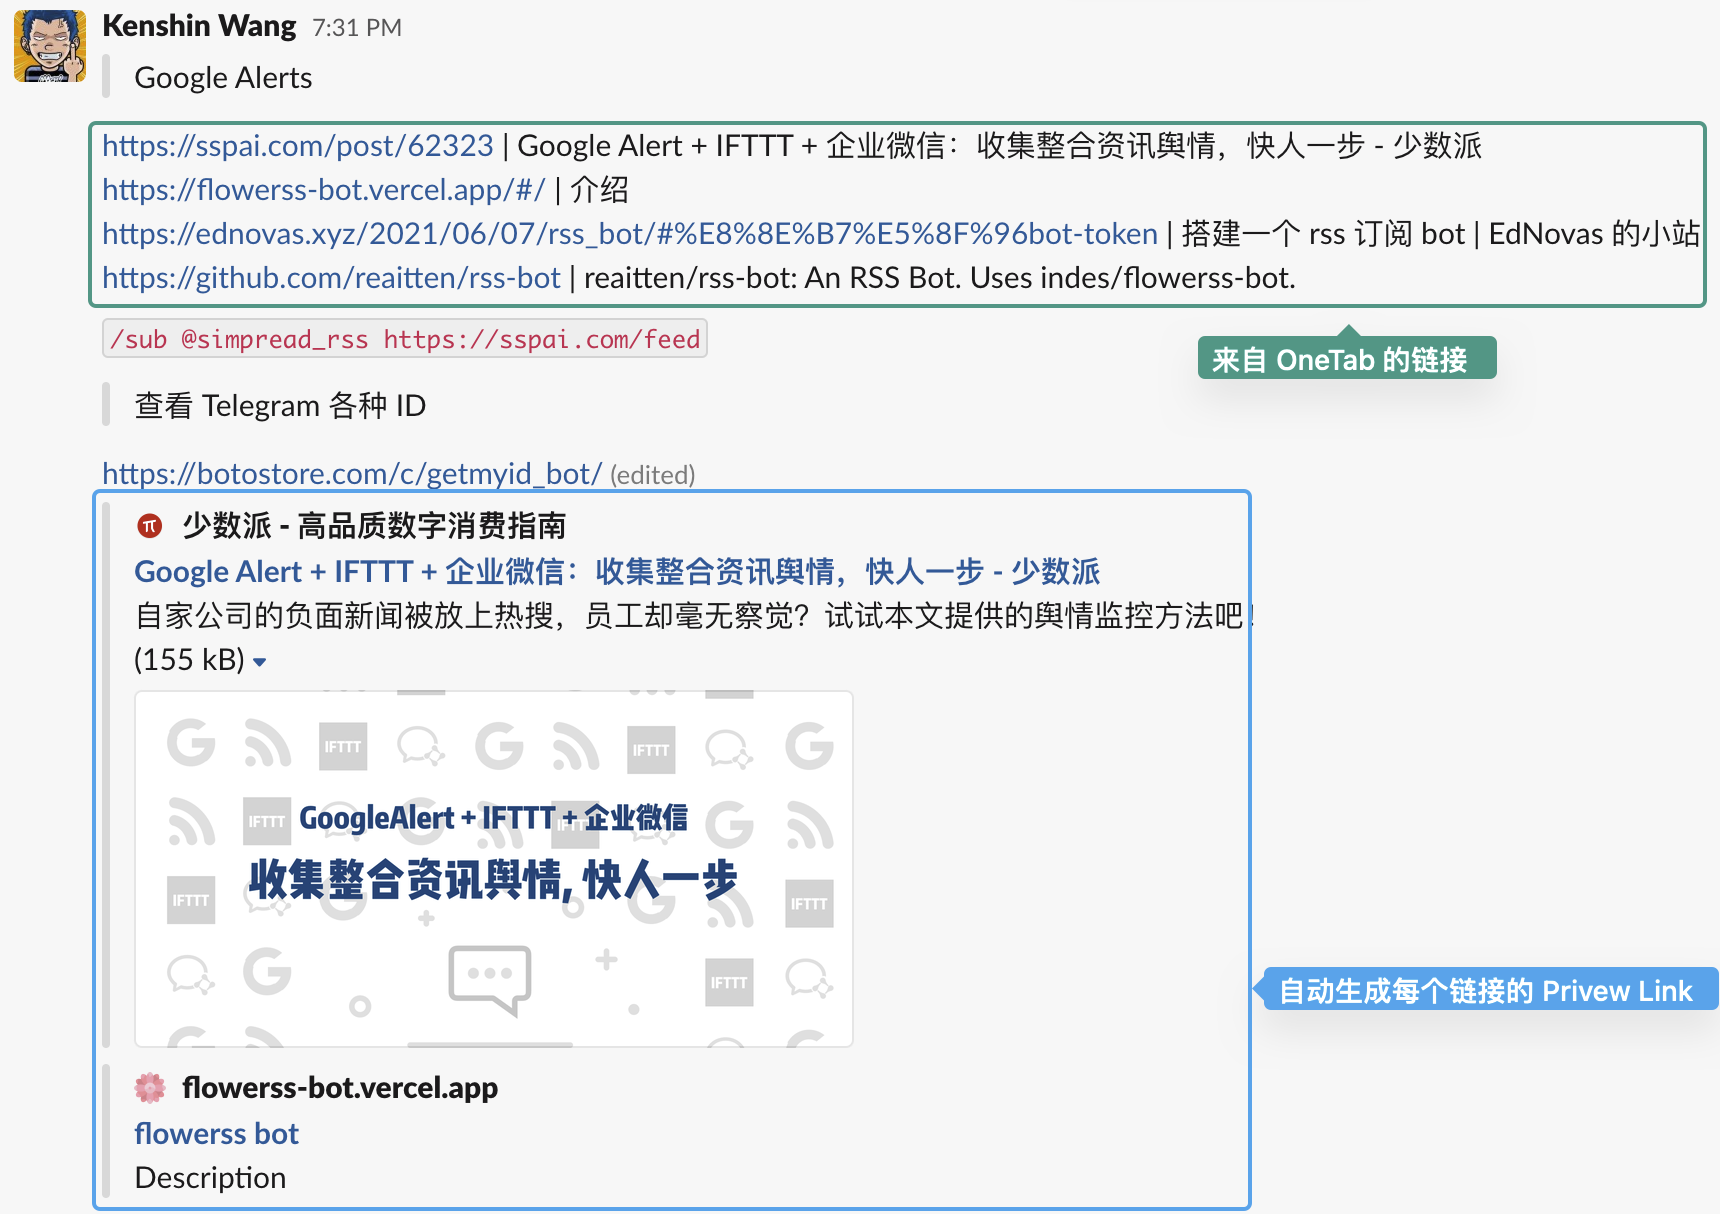 Kenshin Wang 7:31 PM
Google Alerts
https://sspai.com/post/62323 | Google Alert + IFTTT + 企业微信：收集整合资讯舆情，快人一步 - 少数派
https://flowerss-bot.vercel.app/#/ | 介绍
https://ednovas.xyz/2021/06/07/rss_bot/#%E8%8E%B7%E5%8F%96bot-token | 搭建一个 rss 订阅 bot | EdNovas 的小站
https://github.com/reaitten/rss-bot | reaitten/rss-bot: An RSS Bot. Uses indes/flowerss-bot.
/sub @simpread_rss https://sspai.com/feed
来自 OneTab 的链接
查看 Telegram 各种 ID
https://botostore.com/c/getmyid_bot/ (edited)
少数派 - 高品质数字消费指南
Google Alert + IFTTT + 企业微信：收集整合资讯舆情，快人一步 - 少数派
自家公司的负面新闻被放上热搜，员工却毫无察觉？试试本文提供的舆情监控方法吧！
(155 kB)
IFTTT IFTTT
IFTTT GoogleAlert + IFTTT + 企业微信 IFTTT
收集整合资讯舆情, 快人一步
IFTTT IFTTT
IFTTT
自动生成每个链接的 Privew Link
flowerss-bot.vercel.app
flowerss bot
Description